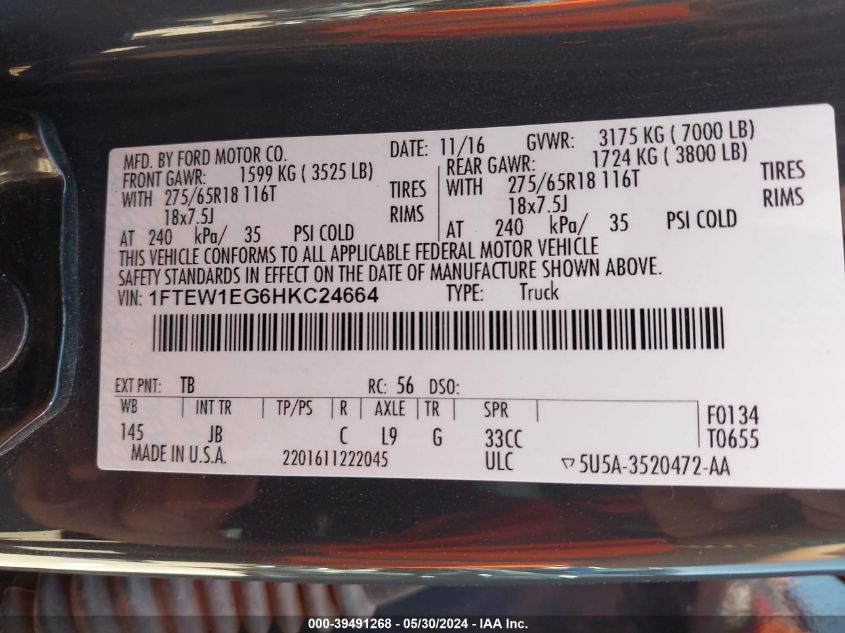 MFD. BY FORD MOTOR CO. DATE: 11/16 GVWR: 3175 KG ( 7000 LB)
FRONT GAWR: 1599 KG ( 3525 LB) REAR GAWR: 1724 KG ( 3800 LB)
WITH 275/65R18 116T TIRES WITH 275/65R18 116T TIRES
18x7.5J RIMS 18x7.5J RIMS
AT 240 kPa/ 35 PSI COLD AT 240 kPa/ 35 PSI COLD
THIS VEHICLE CONFORMS TO ALL APPLICABLE FEDERAL MOTOR VEHICLE
SAFETY STANDARDS IN EFFECT ON THE DATE OF MANUFACTURE SHOWN ABOVE.
VIN: 1FTEW1EG6HKC24664 TYPE: Truck
EXT PNT: TB RC: 56 DSO:
WB INT TR TP/PS R AXLE TR SPR F0134
145 JB C L9 G 33CC T0655
MADE IN U.S.A. 2201611222045 ULC ▽5U5A-3520472-AA
000-39491268 - 05/30/2024 - IAA Inc.